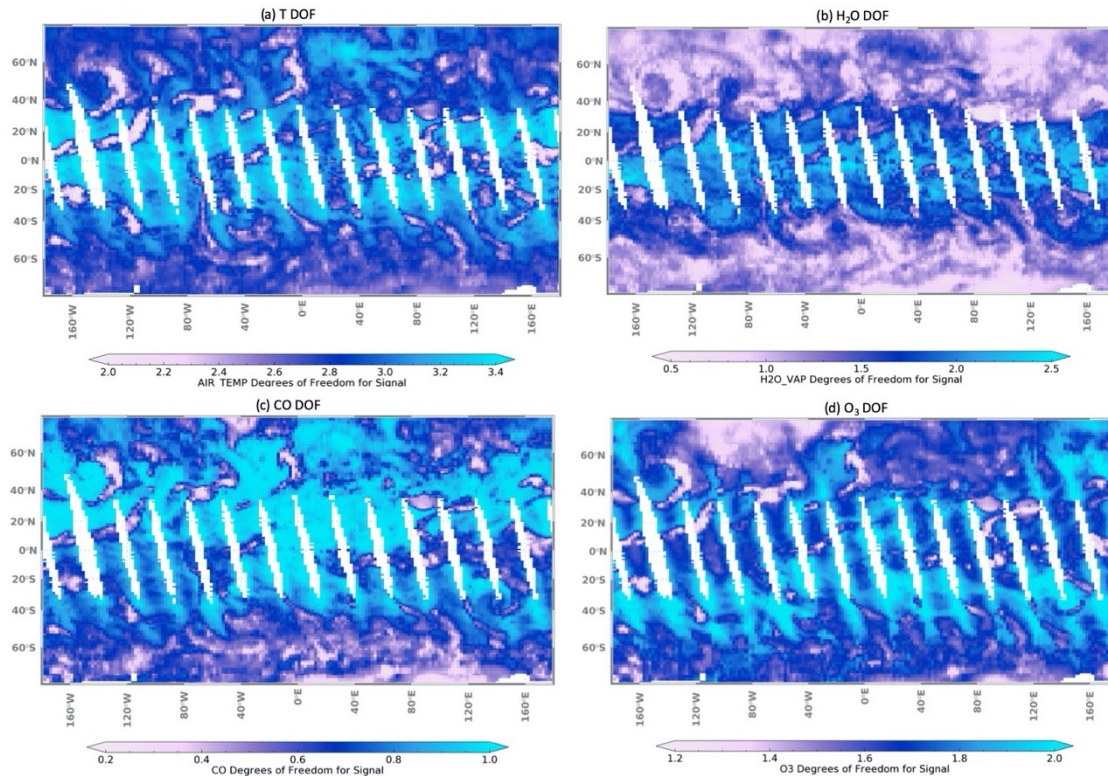 (a) T DOF
60°N
40°N
20°N
0°N
20°S
40°S
60°S
160°W
120°W
80°W
40°W
0°E
40°E
80°E
120°E
160°E
2.0 2.2 2.4 2.6 2.8 3.0 3.2 3.4
AIR_TEMP Degrees of Freedom for Signal
(b) H₂O DOF
60°N
40°N
20°N
0°N
20°S
40°S
60°S
160°W
120°W
80°W
40°W
0°E
40°E
80°E
120°E
160°E
0.5 1.0 1.5 2.0 2.5
H2O_VAP Degrees of Freedom for Signal
(c) CO DOF
60°N
40°N
20°N
0°N
20°S
40°S
60°S
160°W
120°W
80°W
40°W
0°E
40°E
80°E
120°E
160°E
0.2 0.4 0.6 0.8 1.0
CO Degrees of Freedom for Signal
(d) O₃ DOF
60°N
40°N
20°N
0°N
20°S
40°S
60°S
160°W
120°W
80°W
40°W
0°E
40°E
80°E
120°E
160°E
1.2 1.4 1.6 1.8 2.0
O3 Degrees of Freedom for Signal